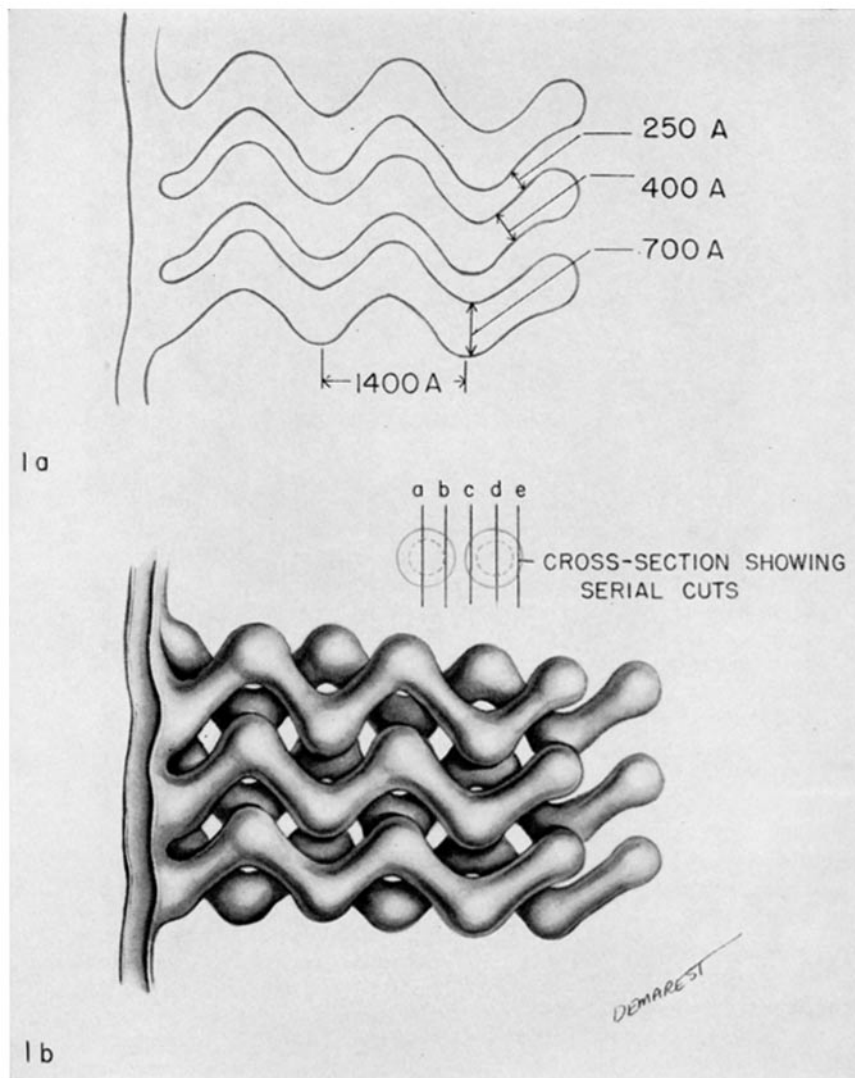 250 A
400 A
700 A
1400 A
1a
a b c d e
CROSS-SECTION SHOWING
SERIAL CUTS
DEMAREST
1b